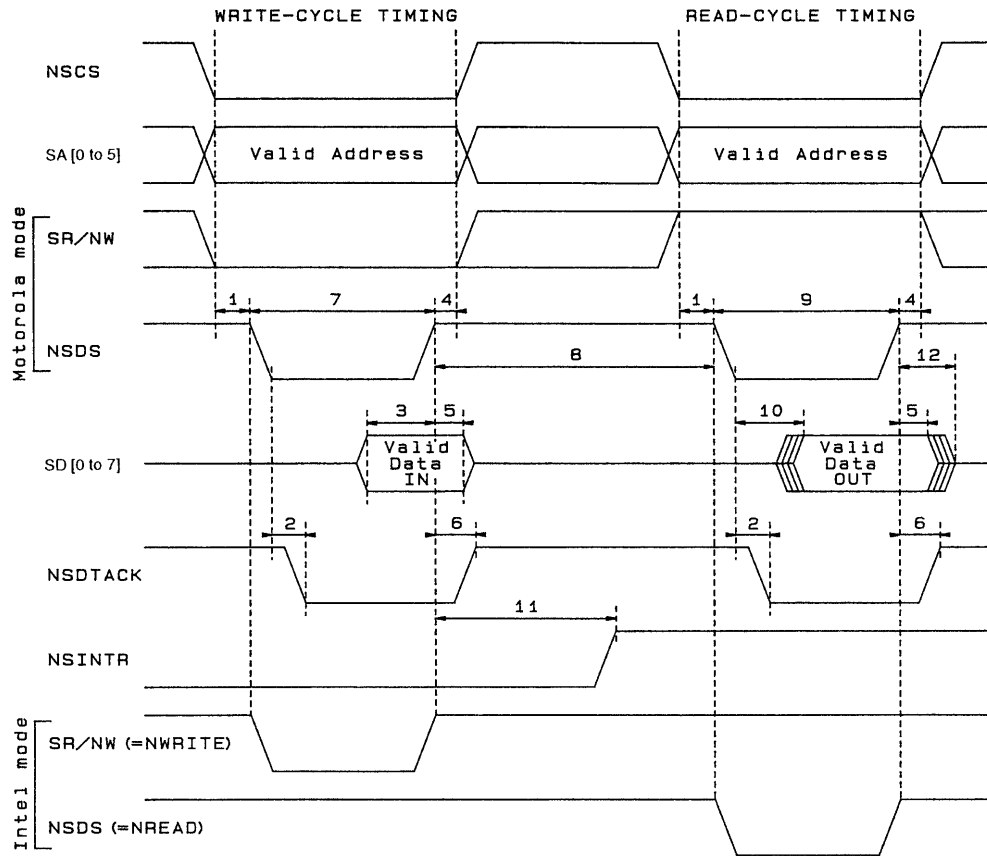 WRITE-CYCLE TIMING READ-CYCLE TIMING
NSCS
SA [0 to 5] Valid Address Valid Address
Motorola mode
SR/NW
1 7 4 1 9 4
NSDS
8 12
3 5 10 5
SD [0 to 7]
Valid
Data
IN
Valid
Data
OUT
2 6 2 6
NSDTACK
11
NSINTR
Intel mode
SR/NW (=NWRITE)
NSDS (=NREAD)